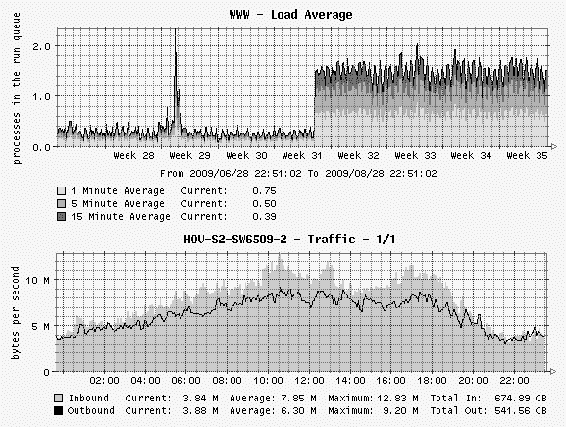 WWW - Load Average
processes in the run queue
2.0
1.0
0.0
Week 28 Week 29 Week 30 Week 31 Week 32 Week 33 Week 34 Week 35
From 2009/06/28 22:51:02 To 2009/08/28 22:51:02
1 Minute Average Current: 0.75
5 Minute Average Current: 0.50
15 Minute Average Current: 0.39
HOU-S2-SW6509-2 - Traffic - 1/1
bytes per second
10 M
5 M
0
02:00 04:00 06:00 08:00 10:00 12:00 14:00 16:00 18:00 20:00 22:00
Inbound Current: 3.84 M Average: 7.85 M Maximum: 12.83 M Total In: 674.89 GB
Outbound Current: 3.88 M Average: 6.30 M Maximum: 9.20 M Total Out: 541.56 GB